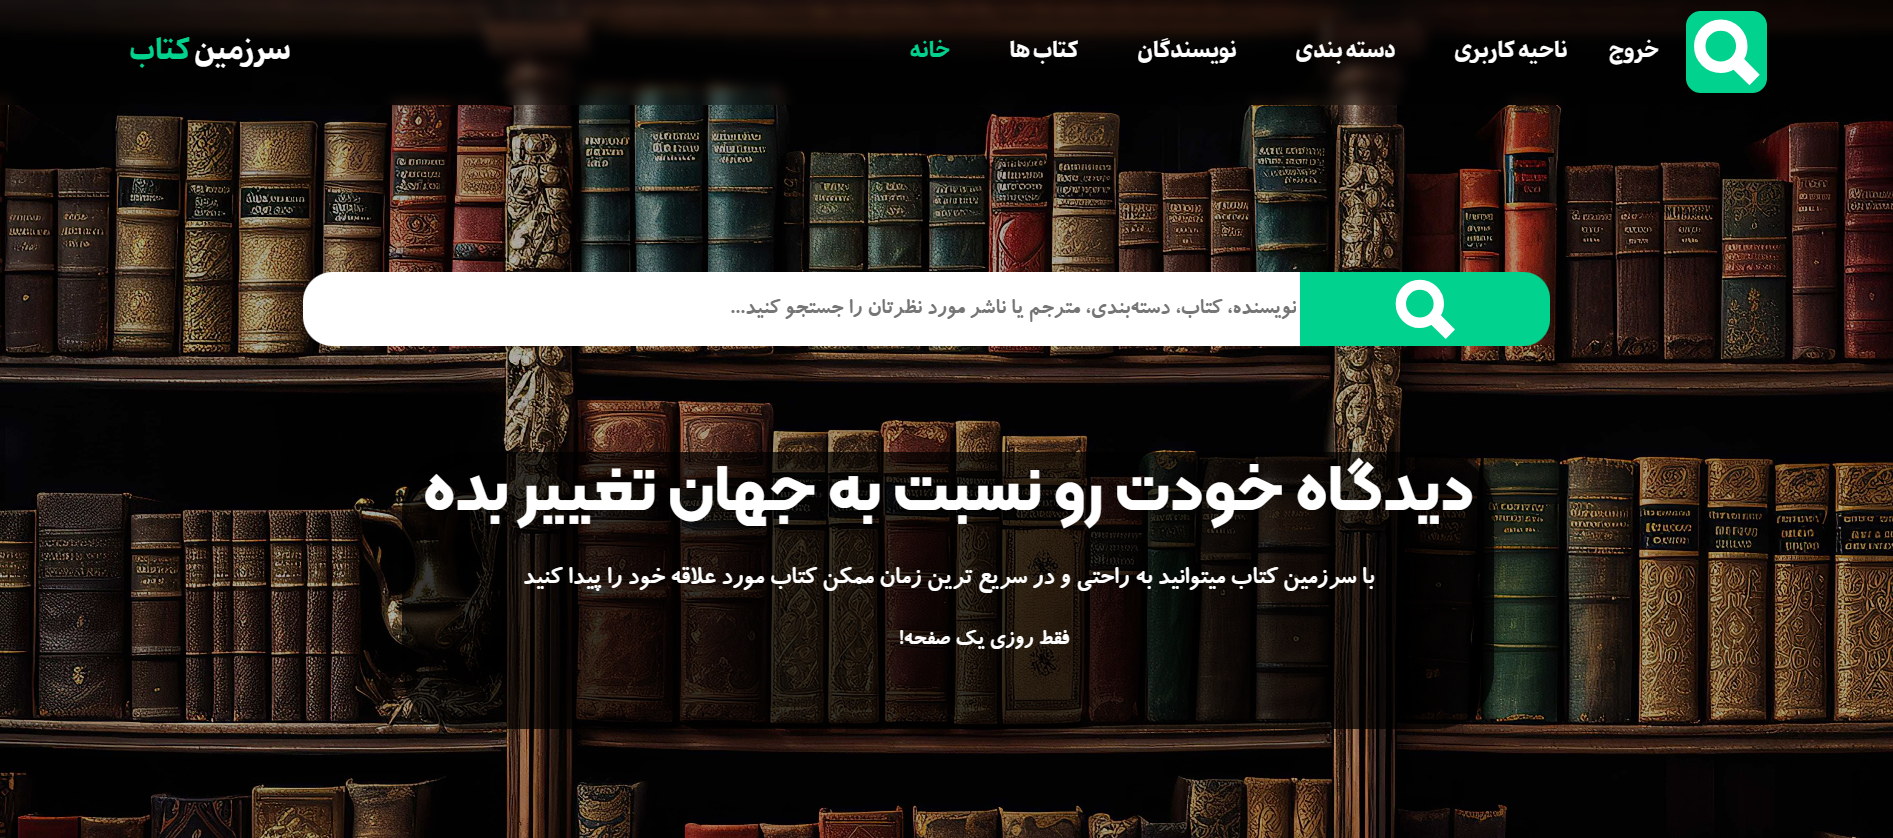 خروج ناحیه کاربری دسته بندی نویسندگان کتاب ها خانه سرزمین کتاب
نویسنده، کتاب، دسته‌بندی، مترجم یا ناشر مورد نظرتان را جستجو کنید...
دیدگاه خودت رو نسبت به جهان تغییر بده
با سرزمین کتاب میتوانید به راحتی و در سریع ترین زمان ممکن کتاب مورد علاقه خود را پیدا کنید
فقط روزی یک صفحه!